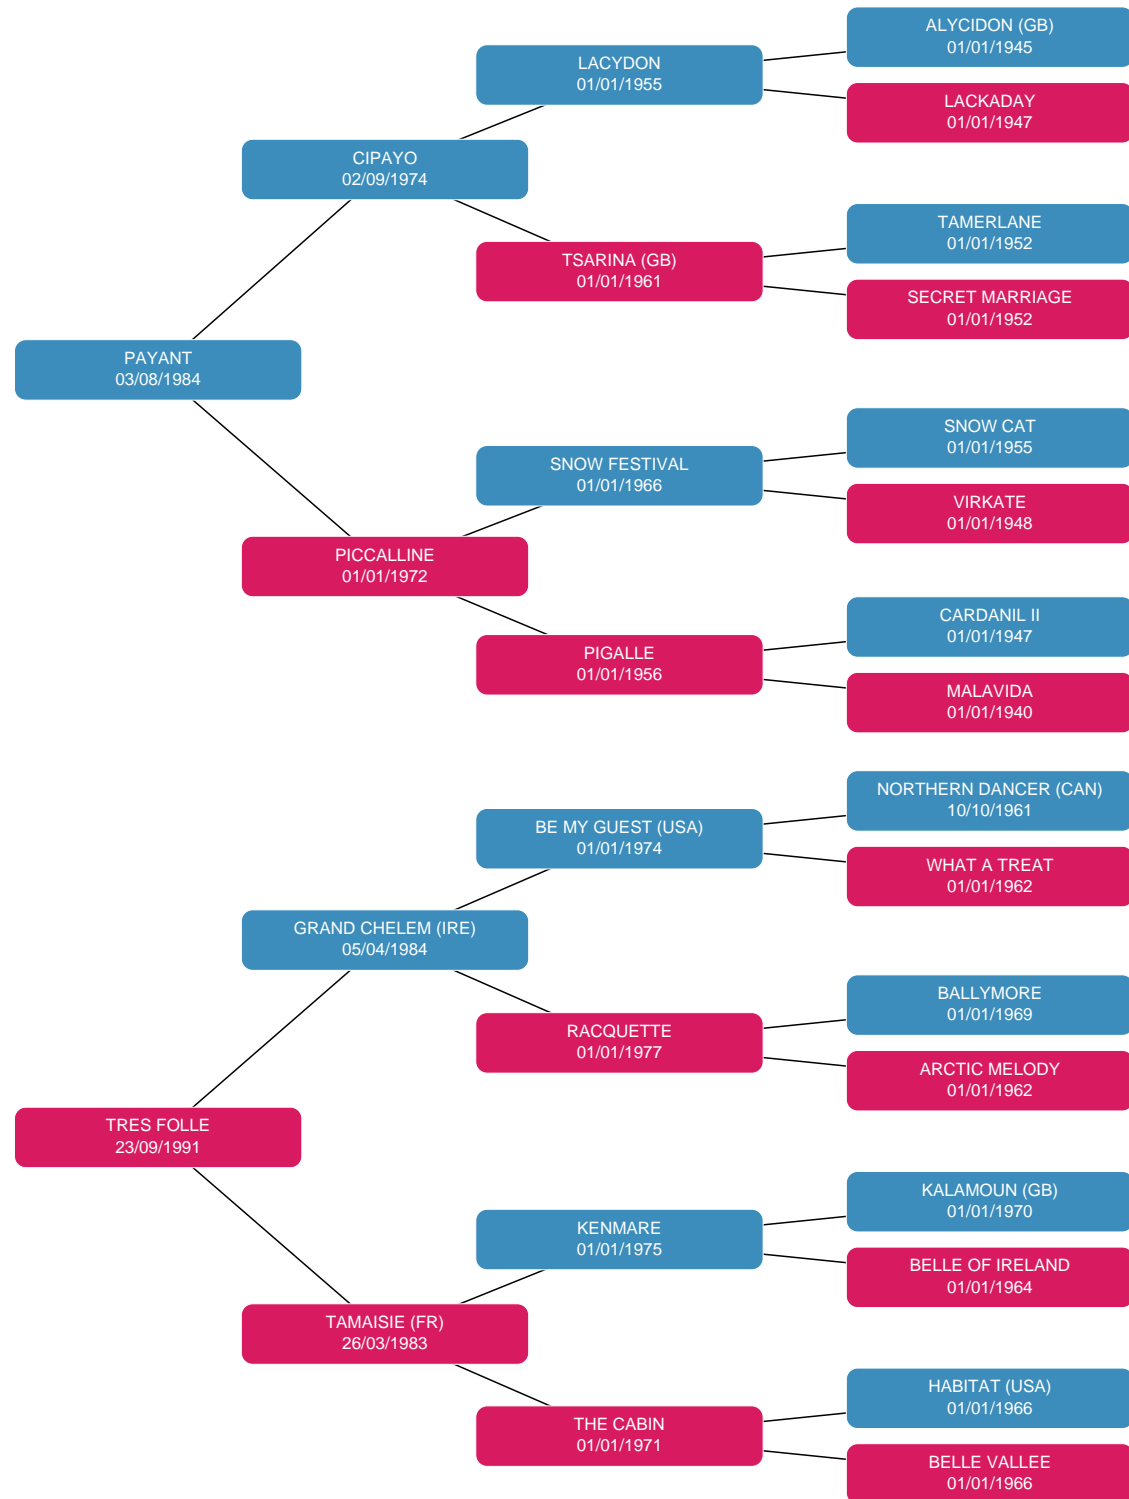 ALYCIDON (GB)
01/01/1945
LACYDON
01/01/1955
LACKADAY
01/01/1947
CIPAYO
02/09/1974
TAMERLANE
01/01/1952
TSARINA (GB)
01/01/1961
SECRET MARRIAGE
01/01/1952
PAYANT
03/08/1984
SNOW CAT
01/01/1955
SNOW FESTIVAL
01/01/1966
VIRKATE
01/01/1948
PICCALLINE
01/01/1972
CARDANIL II
01/01/1947
PIGALLE
01/01/1956
MALAVIDA
01/01/1940
NORTHERN DANCER (CAN)
10/10/1961
BE MY GUEST (USA)
01/01/1974
WHAT A TREAT
01/01/1962
GRAND CHELEM (IRE)
05/04/1984
BALLYMORE
01/01/1969
RACQUETTE
01/01/1977
ARCTIC MELODY
01/01/1962
TRES FOLLE
23/09/1991
KALAMOUN (GB)
01/01/1970
KENMARE
01/01/1975
BELLE OF IRELAND
01/01/1964
TAMAISIE (FR)
26/03/1983
HABITAT (USA)
01/01/1966
THE CABIN
01/01/1971
BELLE VALLEE
01/01/1966